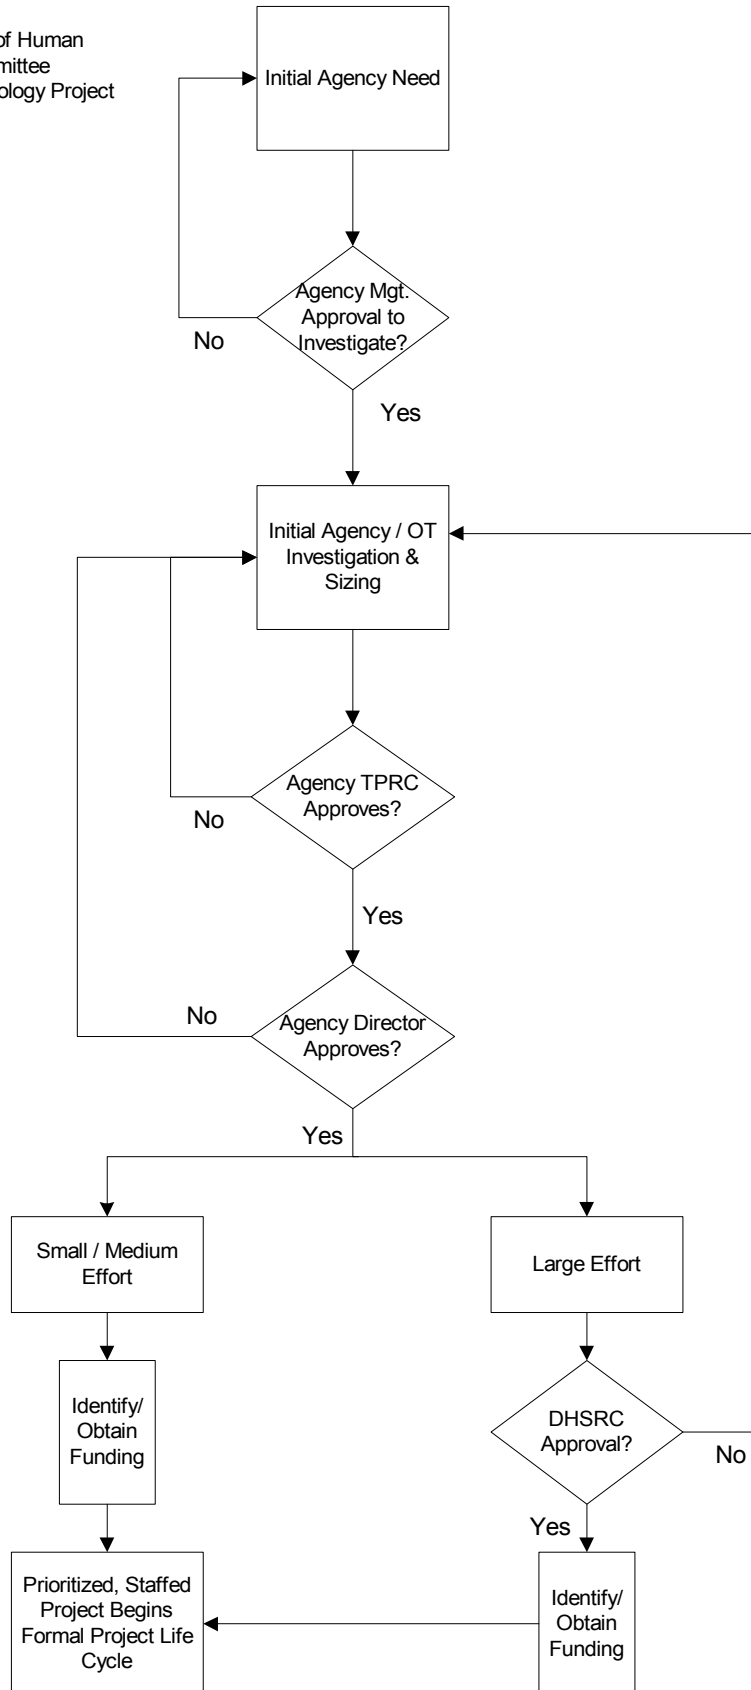 of Human
mittee
ology Project
Initial Agency Need
Agency Mgt.
Approval to
Investigate?
No
Yes
Initial Agency / OT
Investigation &
Sizing
Agency TPRC
Approves?
No
Yes
Agency Director
Approves?
No
Yes
Small / Medium
Effort
Large Effort
Identify/
Obtain
Funding
DHSRC
Approval?
No
Yes
Prioritized, Staffed
Project Begins
Formal Project Life
Cycle
Identify/
Obtain
Funding